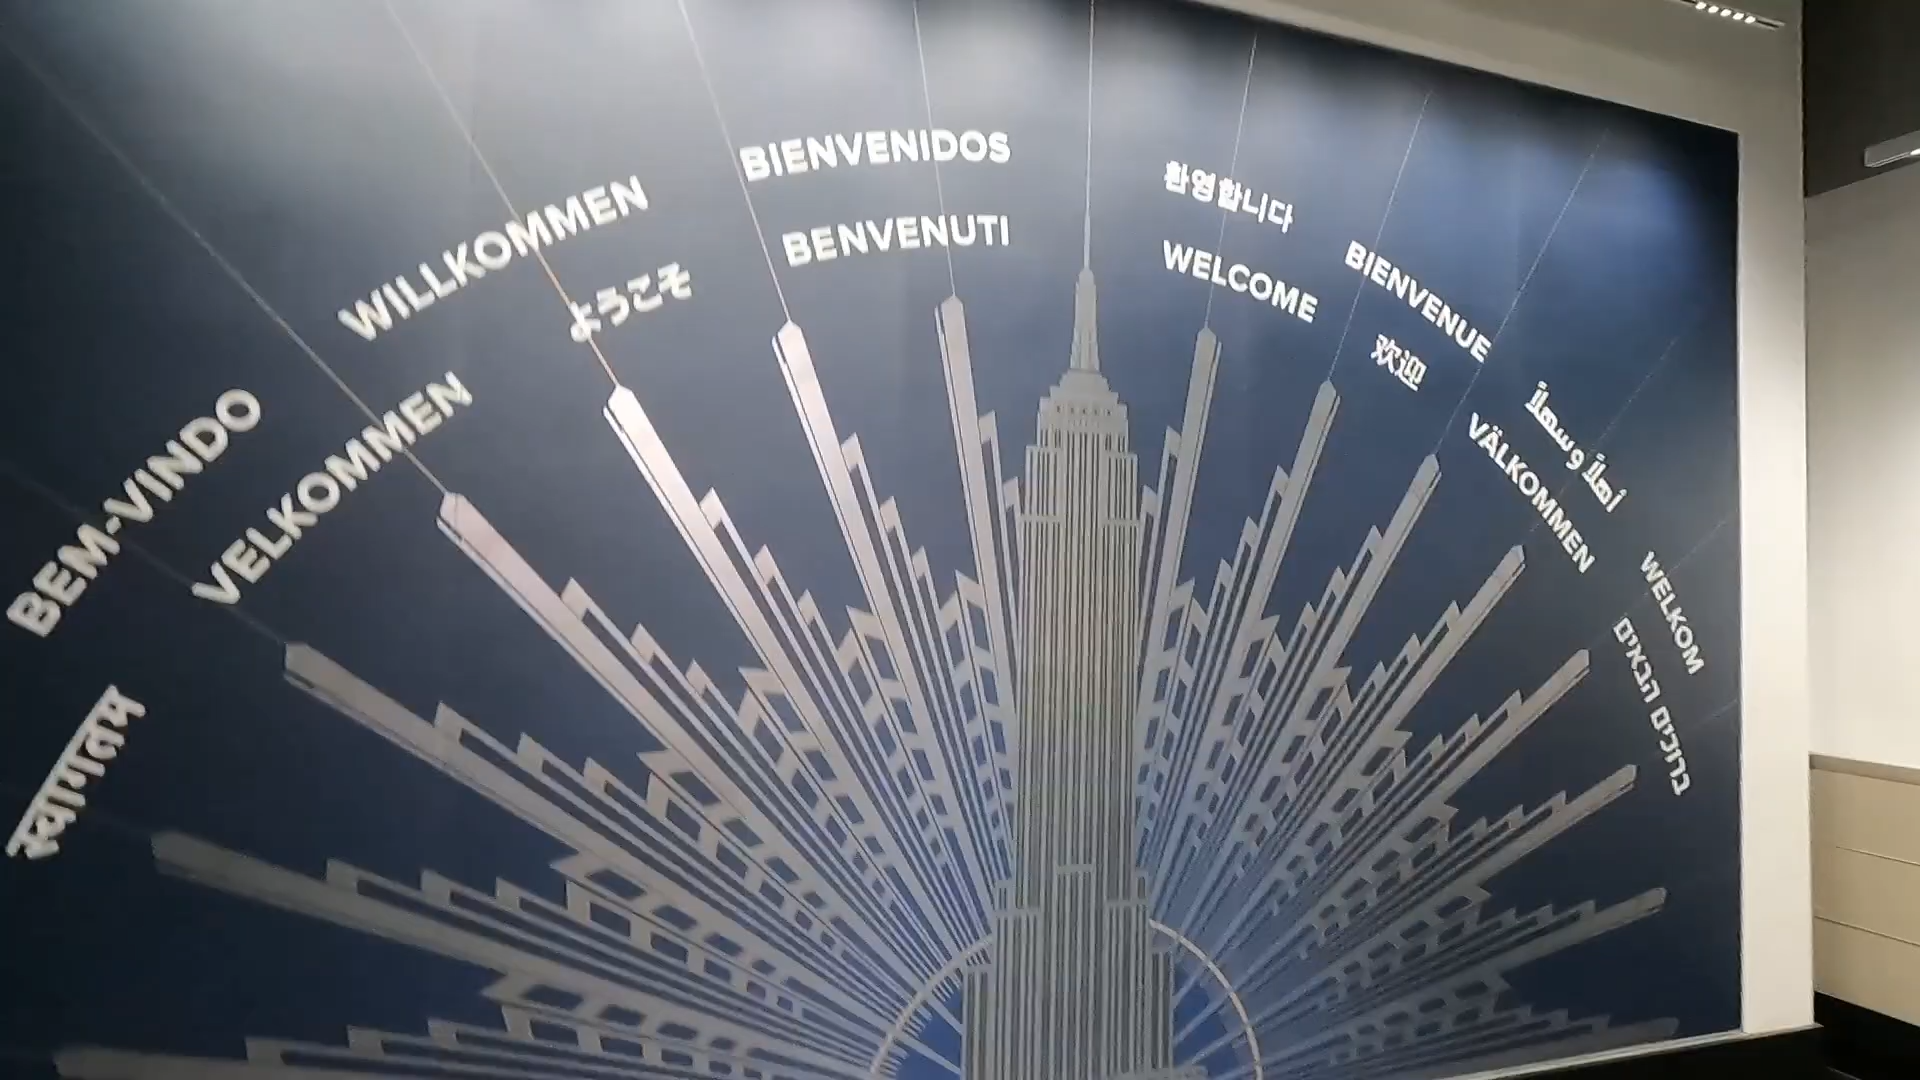 BIENVENIDOS
BENVENUTI
환영합니다
WELCOME
WILLKOMMEN
ようこそ
BIENVENUE
欢迎
BEM-VINDO
VELKOMMEN
أهلاً وسهلاً
VÄLKOMMEN
स्वागतम
WELKOM
ברוכים הבאים